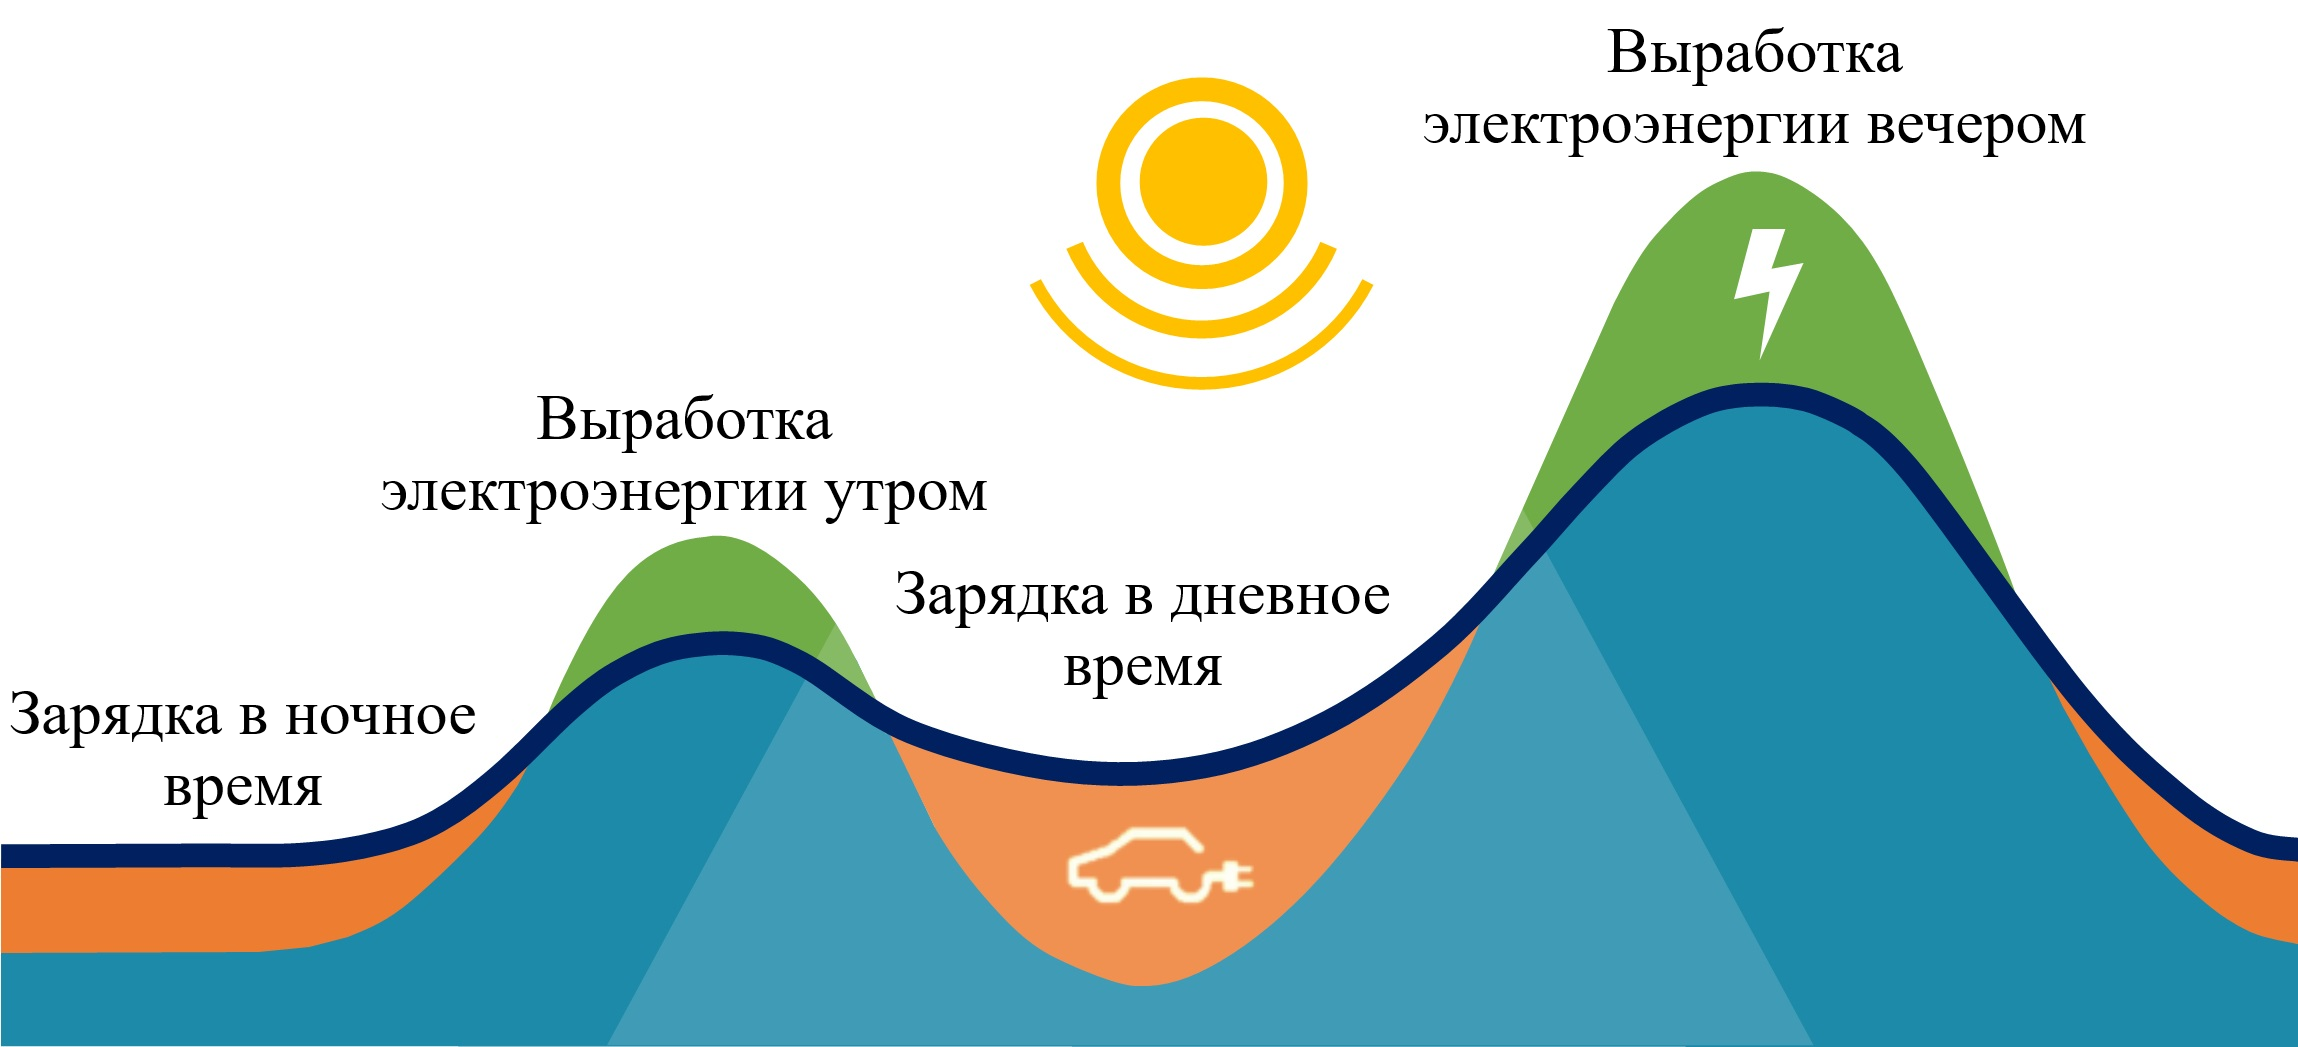 Зарядка в ночное
время
Выработка
электроэнергии утром
Зарядка в дневное
время
Выработка
электроэнергии вечером